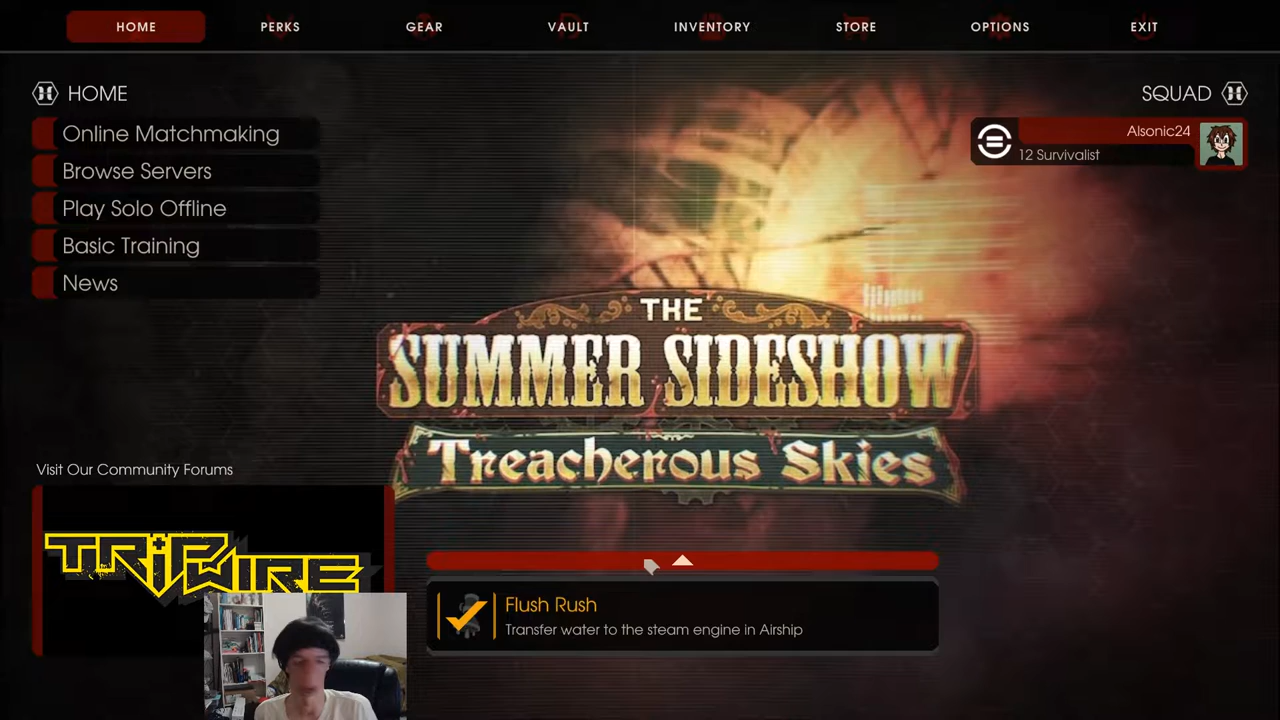 HOME
PERKS
GEAR
VAULT
INVENTORY
STORE
OPTIONS
EXIT
HOME
Online Matchmaking
Browse Servers
Play Solo Offline
Basic Training
News
SQUAD
Alsonic24
12 Survivalist
THE
SUMMER SIDESHOW
Treacherous Skies
Visit Our Community Forums
TRiPWIRE
Flush Rush
Transfer water to the steam engine in Airship